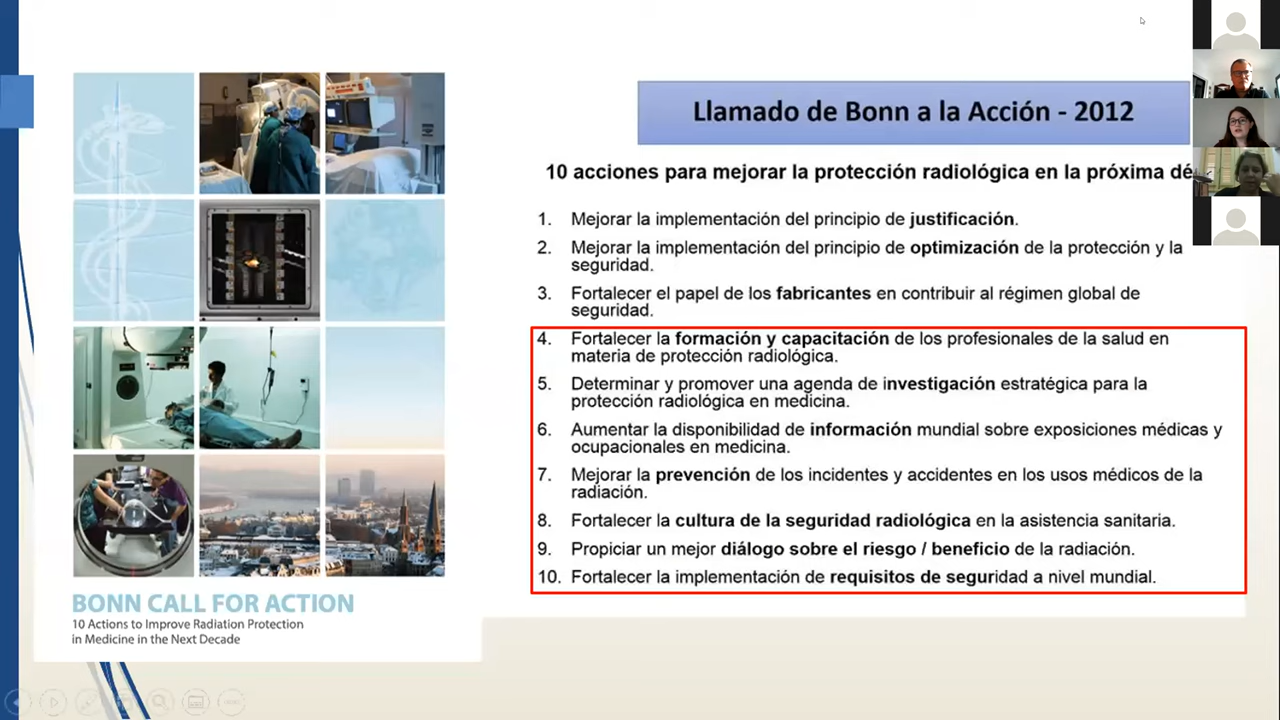 Llamado de Bonn a la Acción - 2012
10 acciones para mejorar la protección radiológica en la próxima
1. Mejorar la implementación del principio de justificación.
2. Mejorar la implementación del principio de optimización de la protección y la
seguridad.
3. Fortalecer el papel de los fabricantes en contribuir al régimen global de
seguridad.
4. Fortalecer la formación y capacitación de los profesionales de la salud en
materia de protección radiológica.
5. Determinar y promover una agenda de investigación estratégica para la
protección radiológica en medicina.
6. Aumentar la disponibilidad de información mundial sobre exposiciones médicas y
ocupacionales en medicina.
7. Mejorar la prevención de los incidentes y accidentes en los usos médicos de la
radiación.
8. Fortalecer la cultura de la seguridad radiológica en la asistencia sanitaria.
9. Propiciar un mejor diálogo sobre el riesgo / beneficio de la radiación.
10. Fortalecer la implementación de requisitos de seguridad a nivel mundial.
BONN CALL FOR ACTION
10 Actions to Improve Radiation Protection
in Medicine in the Next Decade